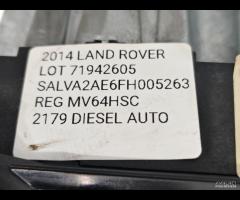 2014 LAND ROVER
LOT 71942605
SALVA2AE6FH005263
REG MV64HSC
2179 DIESEL AUTO